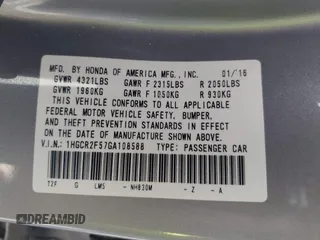 MFD. BY HONDA OF AMERICA MFG., INC. 01/16
GVWR 4321LBS GAWR F 2315LBS R 2050LBS
GVWR 1960KG GAWR F 1050KG R 930KG
THIS VEHICLE CONFORMS TO ALL APPLICABLE
FEDERAL MOTOR VEHICLE SAFETY, BUMPER,
AND THEFT PREVENTION STANDARDS IN EFFECT
ON THE DATE OF MANUFACTURE SHOWN ABOVE.
V.I.N.: 1HGCR2F57GA108588 TYPE: PASSENGER CAR
T2F G LM5 - NH830M - Z - A
DREAMBID.COM